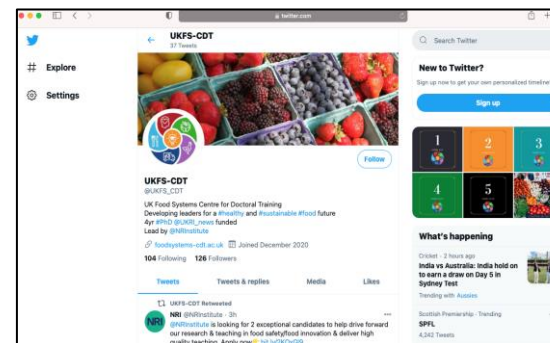 twitter.com
UKFS-CDT
37 Tweets
Search Twitter
Explore
Settings
New to Twitter?
Sign up now to get your own personalized timeline
Sign up
Follow
1
2
3
4
5
UKFS-CDT
@UKFS_CDT
UK Food Systems Centre for Doctoral Training
Developing leaders for a #healthy and #sustainable #food future
4yr #PhD @UKRI_news funded
Lead by @NRInstitute
foodsystems-cdt.ac.uk Joined December 2020
104 Following 126 Followers
Tweets Tweets & replies Media Likes
UKFS-CDT Retweeted
NRI
NRI @NRInstitute · 3h
@NRInstitute is looking for 2 exceptional candidates to help drive forward
our research & teaching in food safety/food innovation & deliver high
quality teaching. Apply now
What's happening
Cricket · 2 hours ago
India vs Australia: India hold on
to earn a draw on Day 5 in
Sydney Test
Trending with Aussies
Scottish Premiership · Trending
SPFL
4,242 Tweets